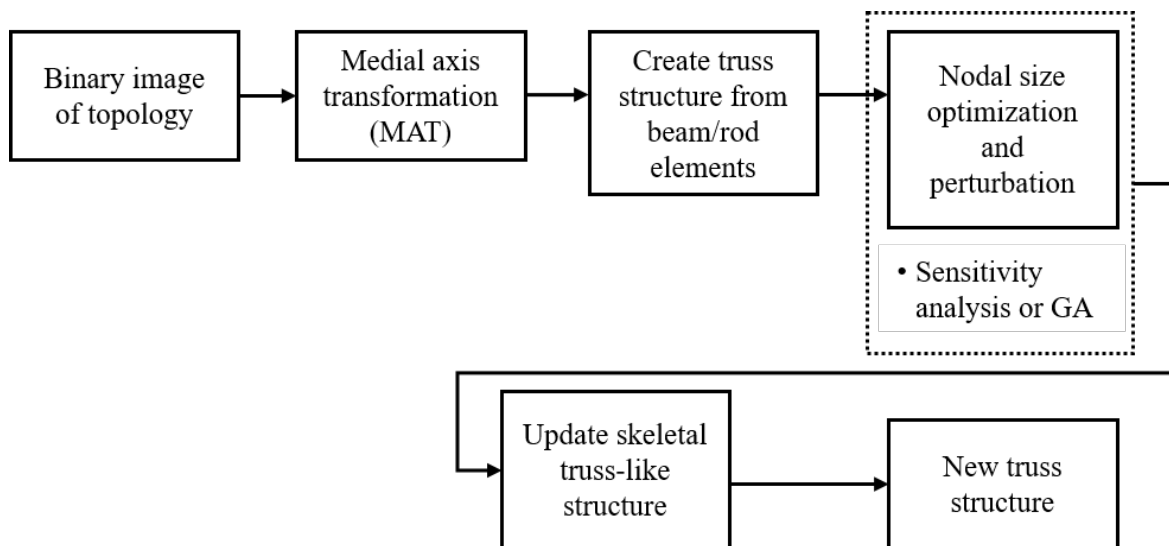 Binary image
of topology
Medial axis
transformation
(MAT)
Create truss
structure from
beam/rod
elements
Nodal size
optimization
and
perturbation
• Sensitivity
analysis or GA
Update skeletal
truss-like
structure
New truss
structure